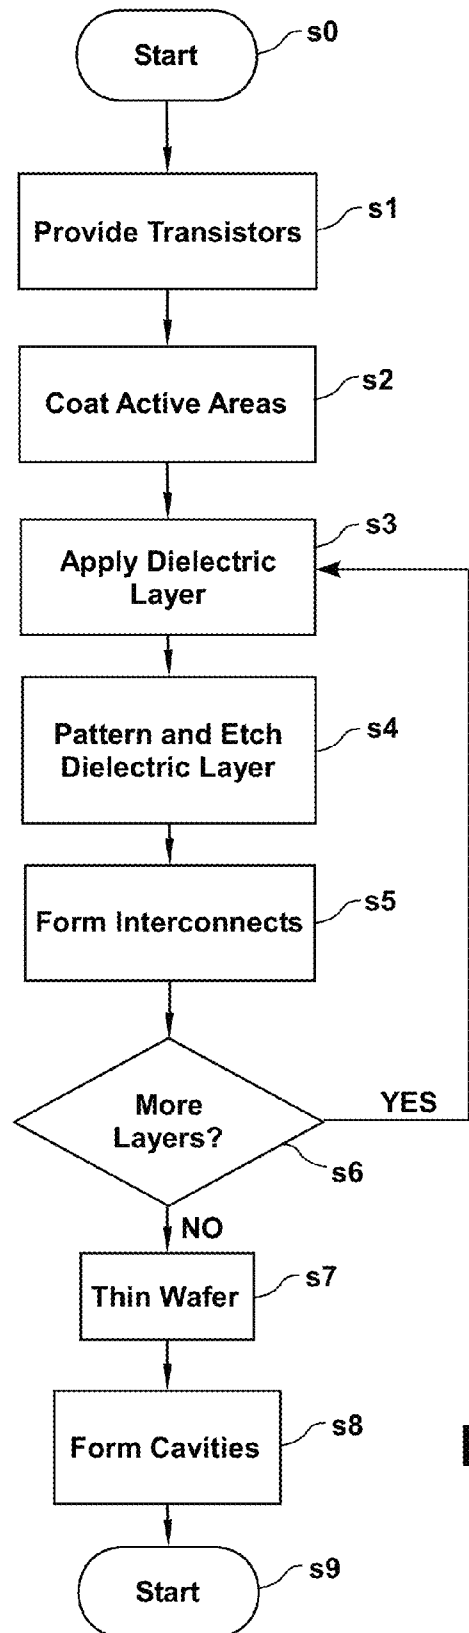 Start
s0
Provide Transistors
s1
Coat Active Areas
s2
Apply Dielectric
Layer
s3
Pattern and Etch
Dielectric Layer
s4
Form Interconnects
s5
More
Layers?
YES
s6
NO
Thin Wafer
s7
Form Cavities
s8
Start
s9